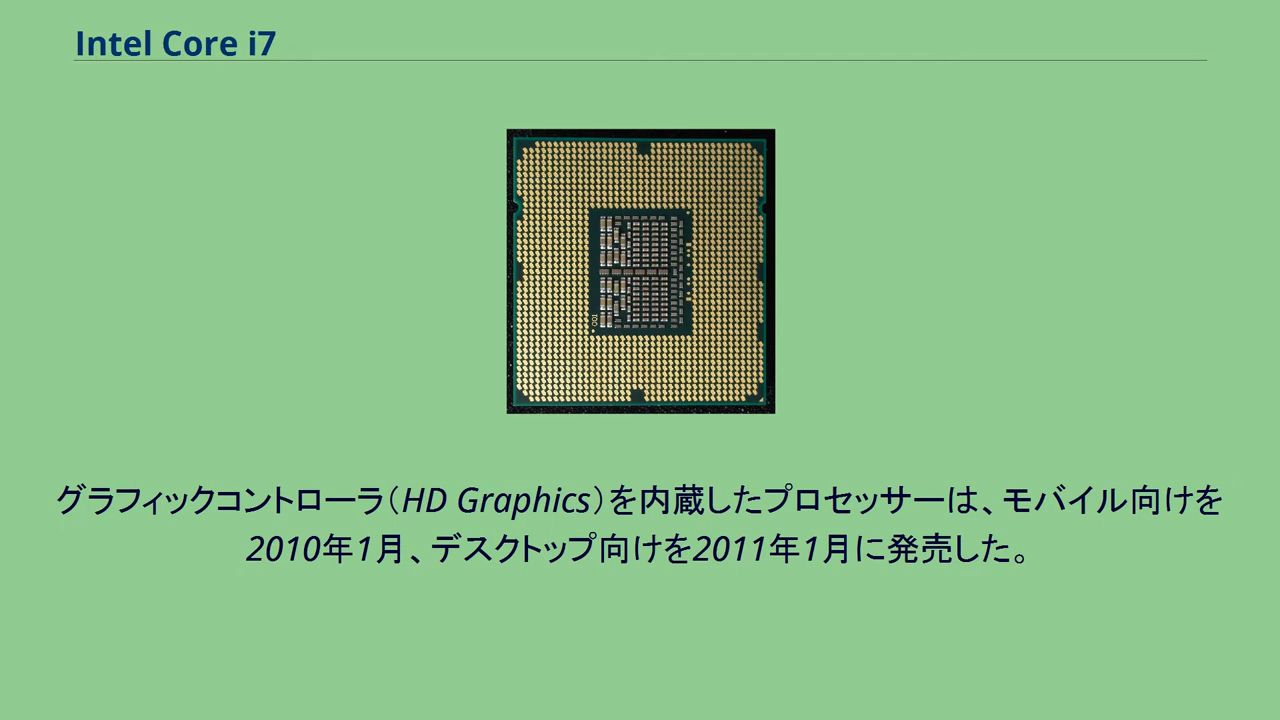 Intel Core i7
グラフィックコントローラ（HD Graphics）を内蔵したプロセッサーは、モバイル向けを
2010年1月、デスクトップ向けを2011年1月に発売した。